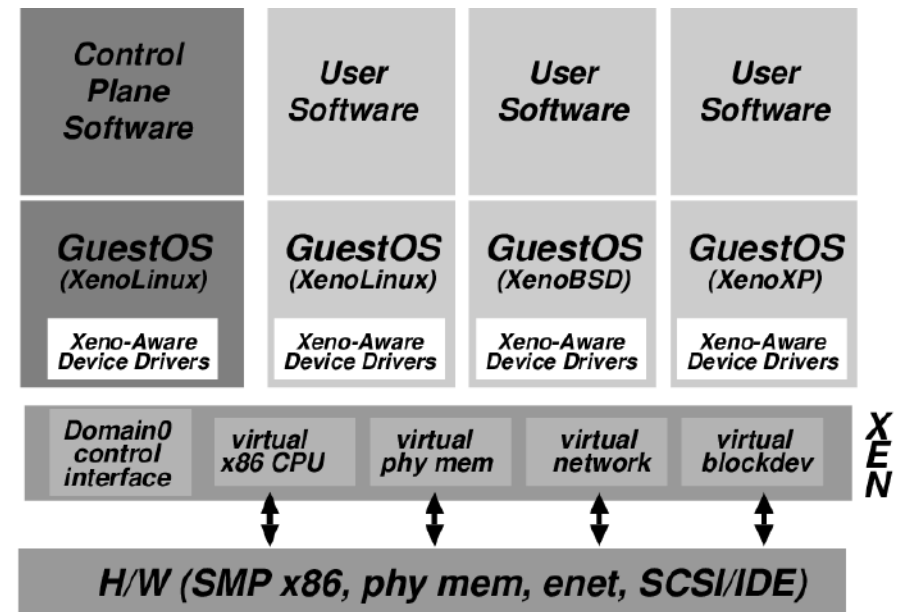 Control
Plane
Software
User
Software
User
Software
User
Software
GuestOS
(XenoLinux)
Xeno-Aware
Device Drivers
GuestOS
(XenoLinux)
Xeno-Aware
Device Drivers
GuestOS
(XenoBSD)
Xeno-Aware
Device Drivers
GuestOS
(XenoXP)
Xeno-Aware
Device Drivers
Domain0
control
interface
virtual
x86 CPU
virtual
phy mem
virtual
network
virtual
blockdev
XEN
H/W (SMP x86, phy mem, enet, SCSI/IDE)